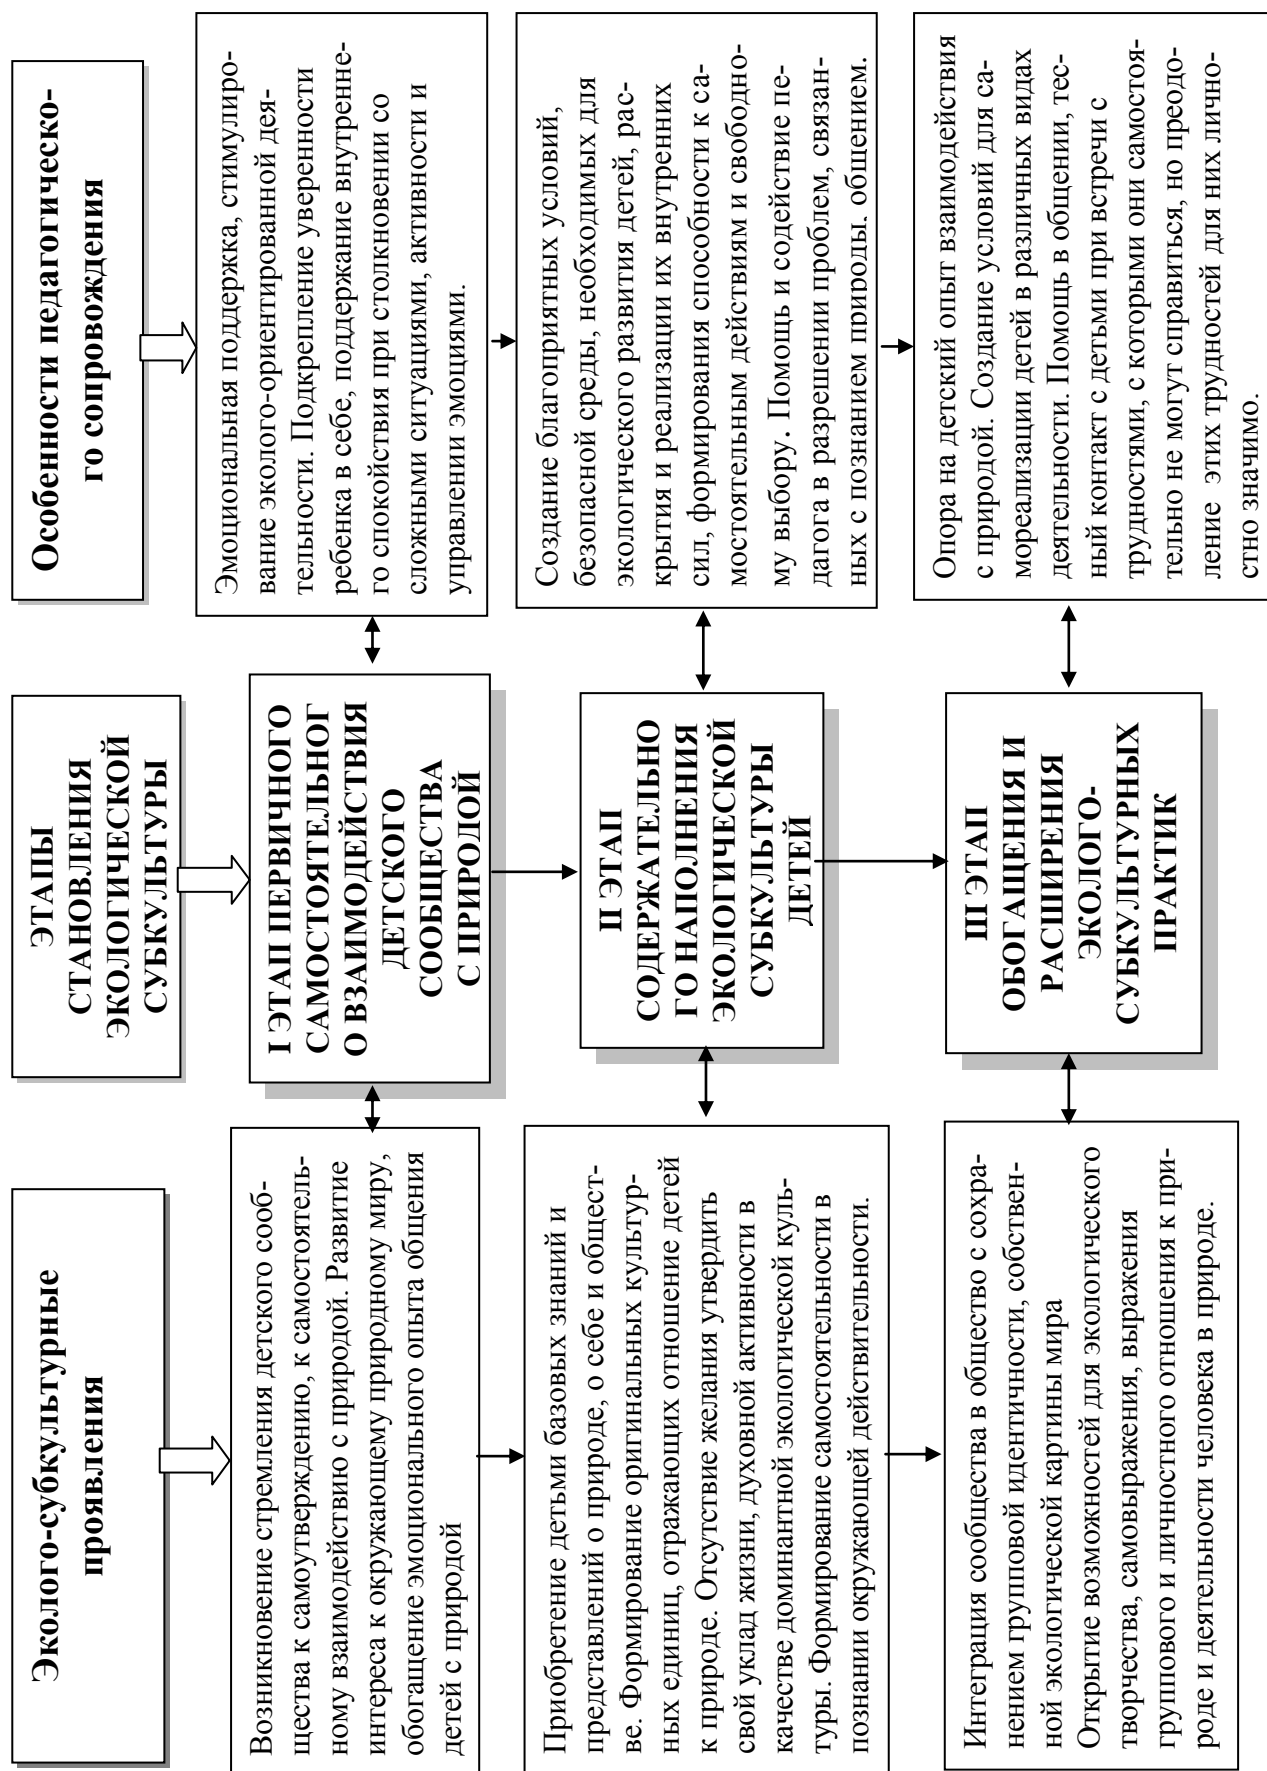 Эколого-субкультурные
проявления
ЭТАПЫ
СТАНОВЛЕНИЯ
ЭКОЛОГИЧЕСКОЙ
СУБКУЛЬТУРЫ
Особенности педагогическо-
го сопровождения
Возникновение стремления детского сооб-
щества к самоутверждению, к самостоятель-
ному взаимодействию с природой. Развитие
интереса к окружающему природному миру,
обогащение эмоционального опыта общения
детей с природой
I ЭТАП ПЕРВИЧНОГО
САМОСТОЯТЕЛЬНОГ
О ВЗАИМОДЕЙСТВИЯ
ДЕТСКОГО
СООБЩЕСТВА
С ПРИРОДОЙ
Эмоциональная поддержка, стимулиро-
вание эколого-ориентированной дея-
тельности. Подкрепление уверенности
ребенка в себе, поддержание внутренне-
го спокойствия при столкновении со
сложными ситуациями, активности и
управлении эмоциями.
Приобретение детьми базовых знаний и
представлений о природе, о себе и общест-
ве. Формирование оригинальных культур-
ных единиц, отражающих отношение детей
к природе. Отсутствие желания утвердить
свой уклад жизни, духовной активности в
качестве доминантной экологической куль-
туры. Формирование самостоятельности в
познании окружающей действительности.
II ЭТАП
СОДЕРЖАТЕЛЬНО
ГО НАПОЛНЕНИЯ
ЭКОЛОГИЧЕСКОЙ
СУБКУЛЬТУРЫ
ДЕТЕЙ
Создание благоприятных условий,
безопасной среды, необходимых для
экологического развития детей, рас-
крытия и реализации их внутренних
сил, формирования способности к са-
мостоятельным действиям и свободно-
му выбору. Помощь и содействие пе-
дагога в разрешении проблем, связан-
ных с познанием природы, общением.
Интеграция сообщества в общество с сохра-
нением групповой идентичности, собствен-
ной экологической картины мира
Открытие возможностей для экологического
творчества, самовыражения, выражения
группового и личностного отношения к при-
роде и деятельности человека в природе.
III ЭТАП
ОБОГАЩЕНИЯ И
РАСШИРЕНИЯ
ЭКОЛОГО-
СУБКУЛЬТУРНЫХ
ПРАКТИК
Опора на детский опыт взаимодействия
с природой. Создание условий для са-
мореализации детей в различных видах
деятельности. Помощь в общении, тес-
ный контакт с детьми при встречи с
трудностями, с которыми они самостоя-
тельно не могут справиться, но преодо-
ление этих трудностей для них лично-
стно значимо.